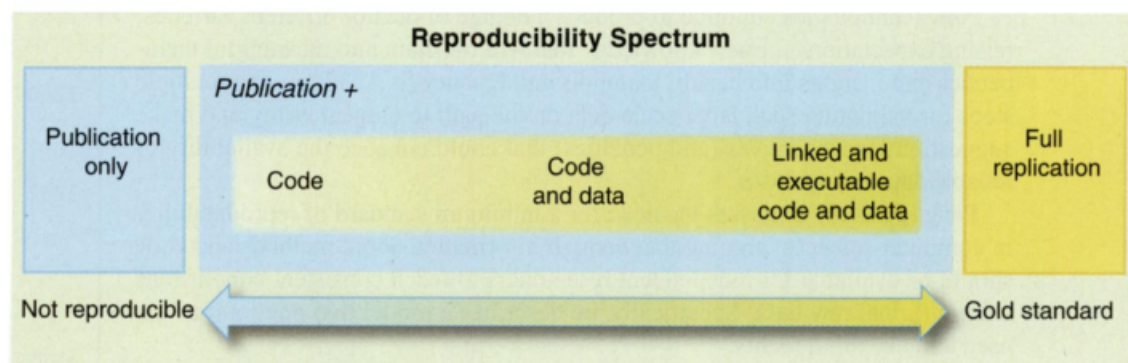 Reproducibility Spectrum
Publication +
Publication
only
Code
Code
and data
Linked and
executable
code and data
Full
replication
Not reproducible
Gold standard